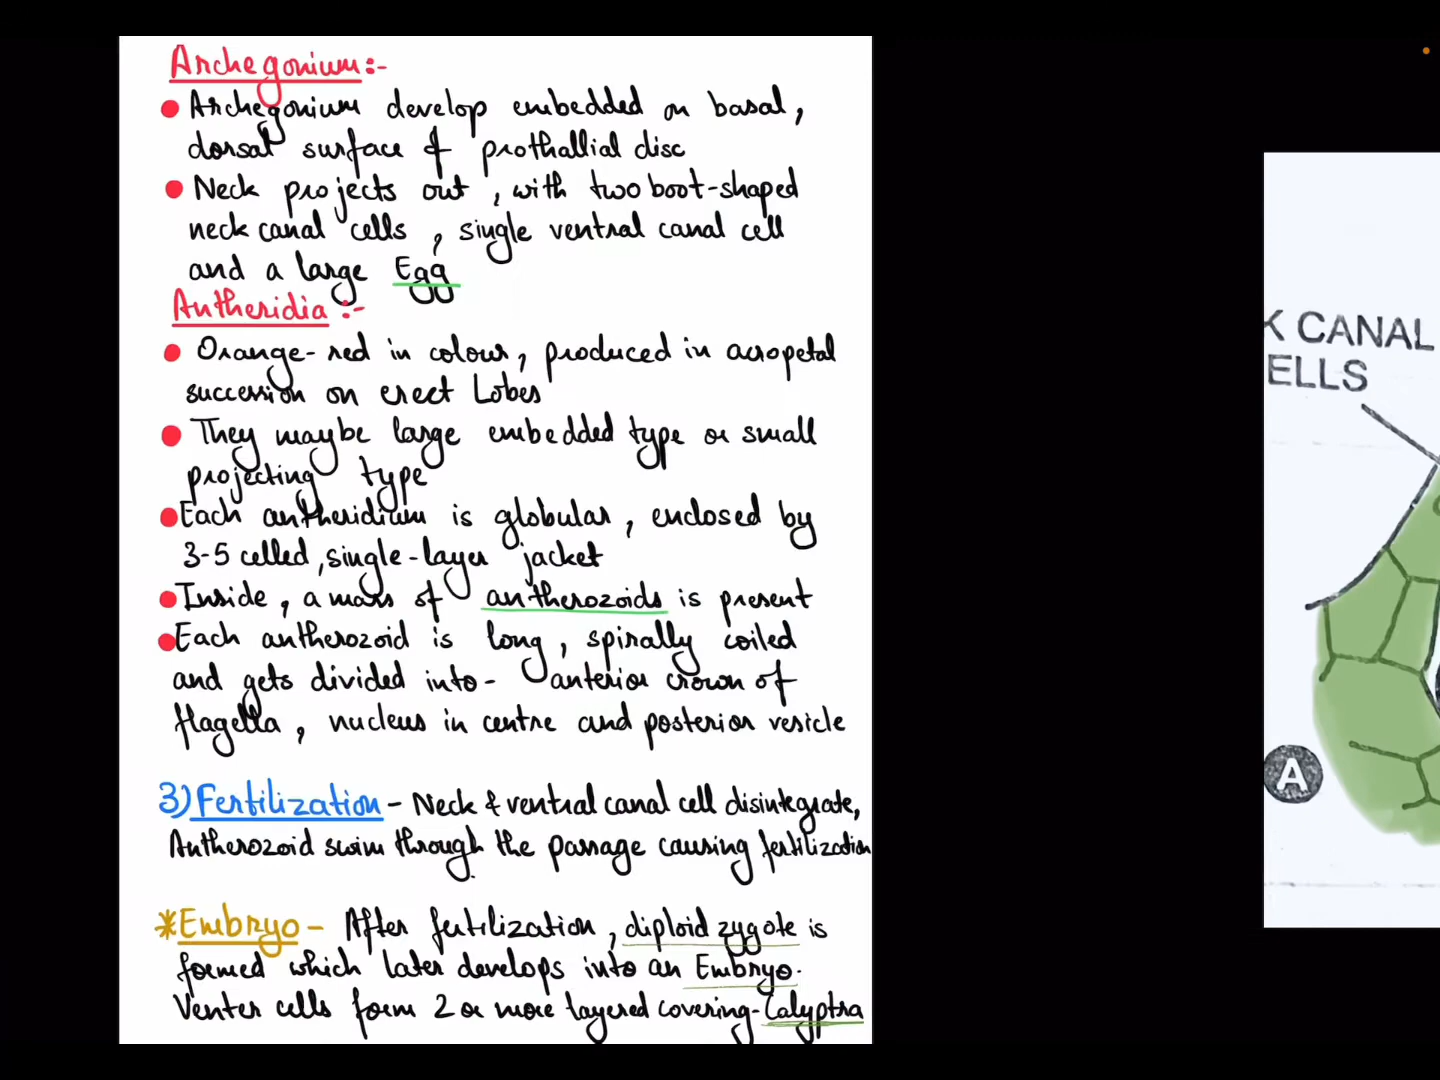 Archegonium:-
Archegonium develop embedded on basal,
dorsal surface of prothallial disc
Neck projects out, with two boot-shaped
neck canal cells, single ventral canal cell
and a large Egg
Antheridia:-
Orange-red in colour, produced in acropetal
succession on erect Lobes
They maybe large embedded type or small
projecting type
Each antheridium is globular, enclosed by
3-5 celled, single-layer jacket
Inside, a mass of antherozoids is present
Each antherozoid is long, spirally coiled
and gets divided into- anterior crown of
flagella, nucleus in centre and posterior vesicle
3) Fertilization - Neck & ventral canal cell disintegrate,
Antherozoid swim through the passage causing fertilization
*Embryo - After fertilization, diploid zygote is
formed which later develops into an Embryo.
Venter cells form 2 or more layered covering-Calyptra
K CANAL
ELLS
A